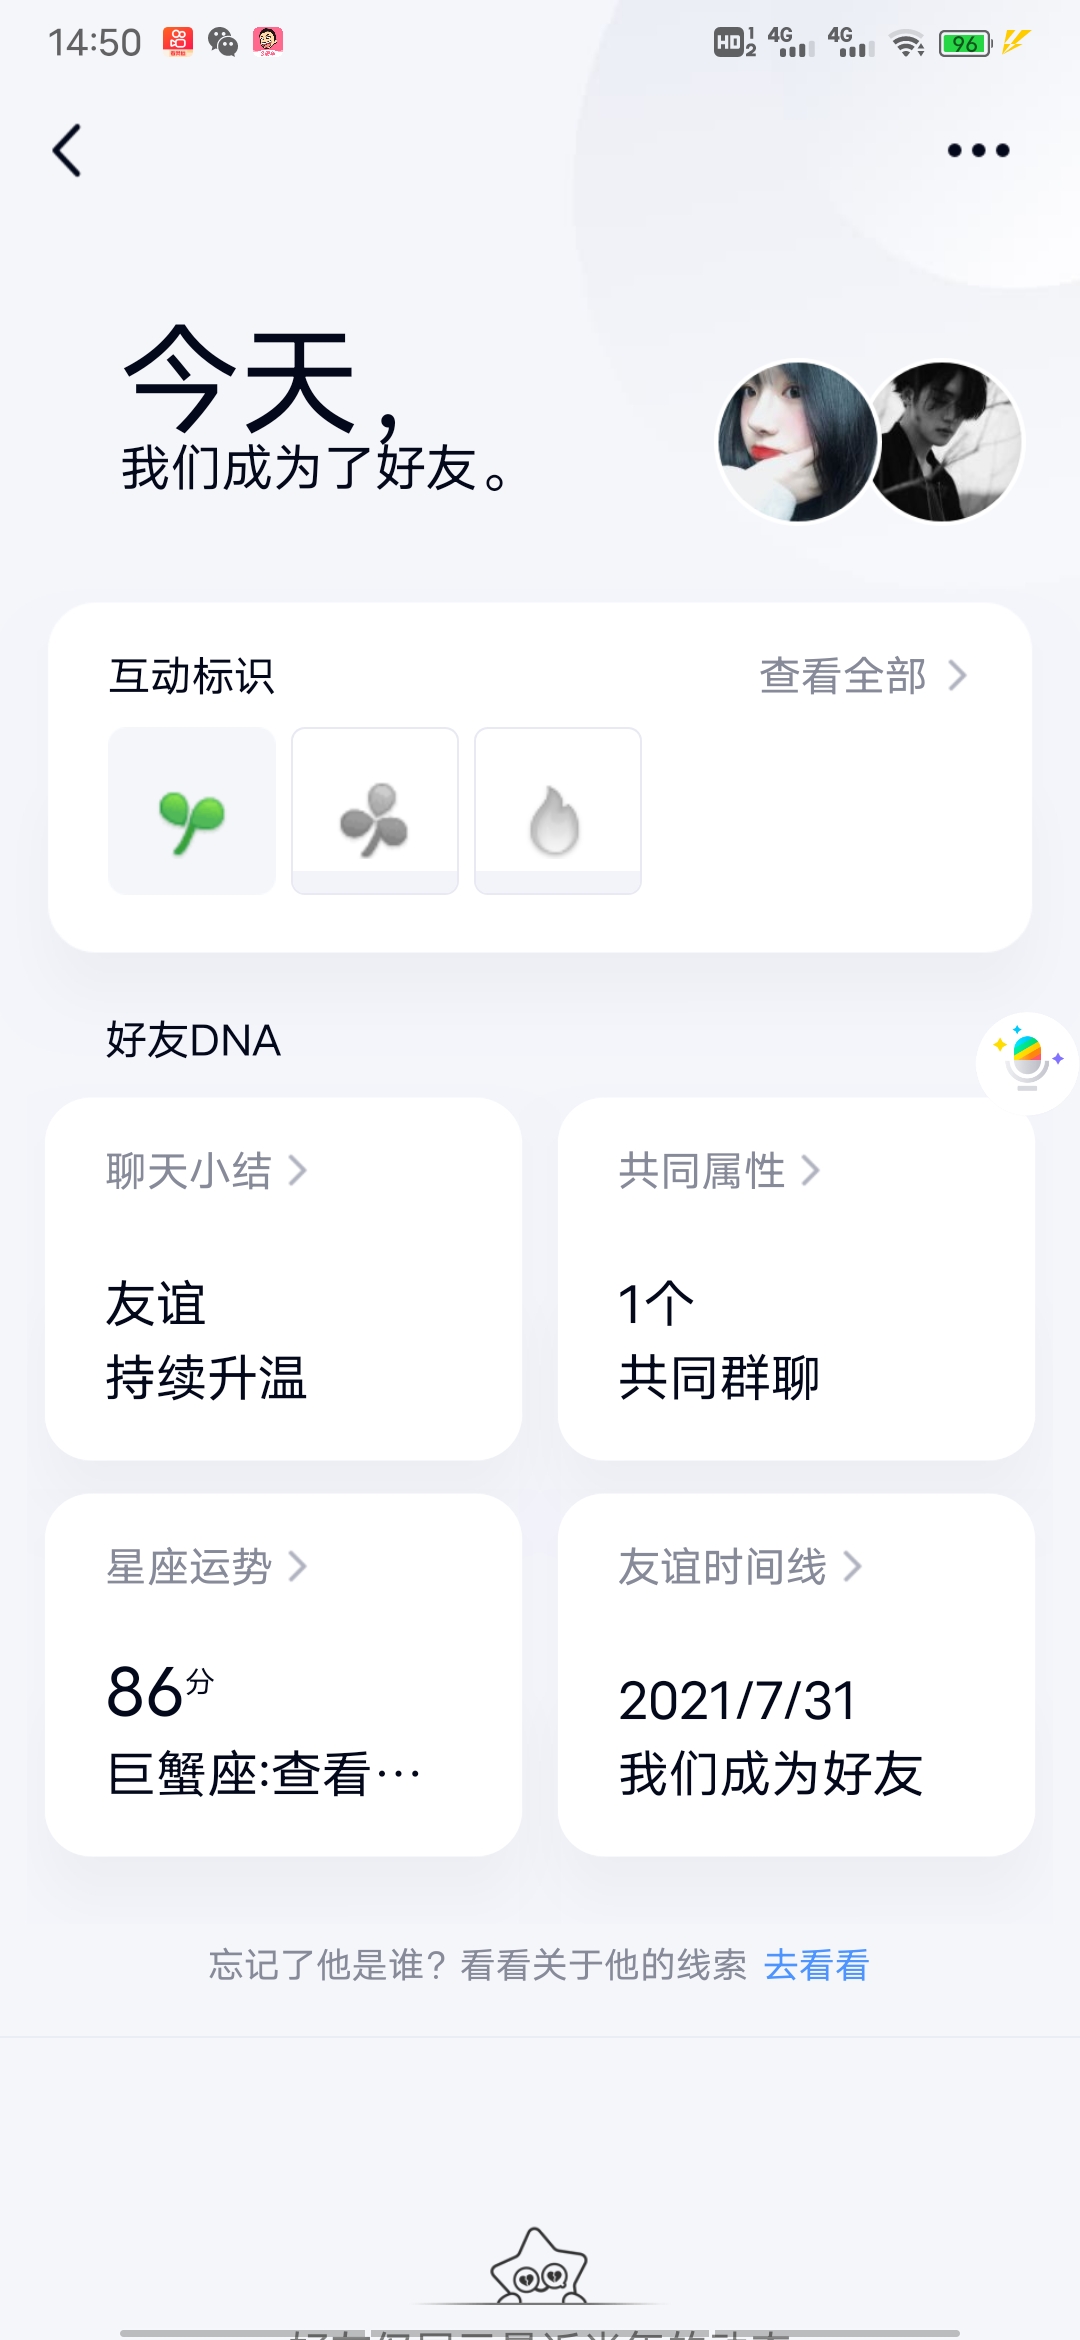 14:50
HD 1 2 4G 4G 96
今天，
我们成为了好友。
互动标识
查看全部
好友DNA
聊天小结
共同属性
友谊
持续升温
1个
共同群聊
星座运势
友谊时间线
86分
巨蟹座:查看…
2021/7/31
我们成为好友
忘记了他是谁？看看关于他的线索 去看看